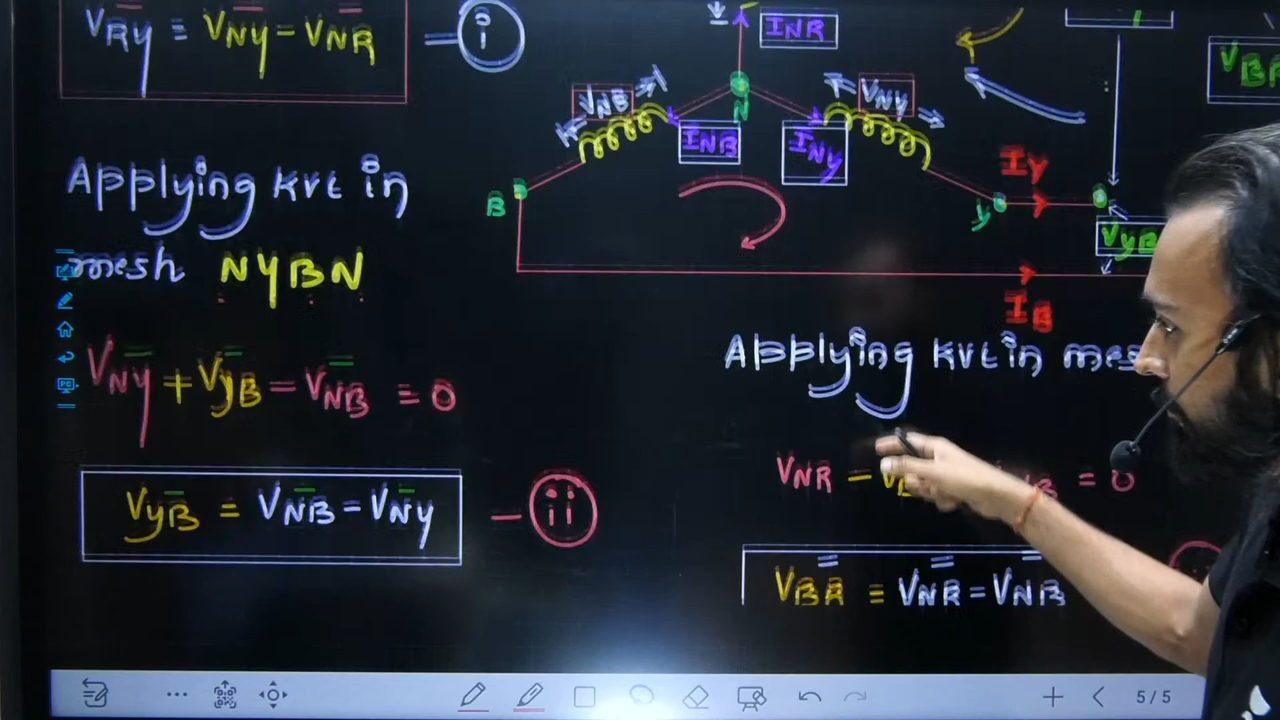 VRY = VNY - VNR - i
Applying KVL in
mesh NYBN
VNY + VYB - VNB = 0
VYB = VNB - VNY - ii
INR
VNB
N
VNY
INB
INY
B
Y
IY
VYB
IB
Applying KVL in
VNR - = 0
VBR = VNR - VNB
5/5